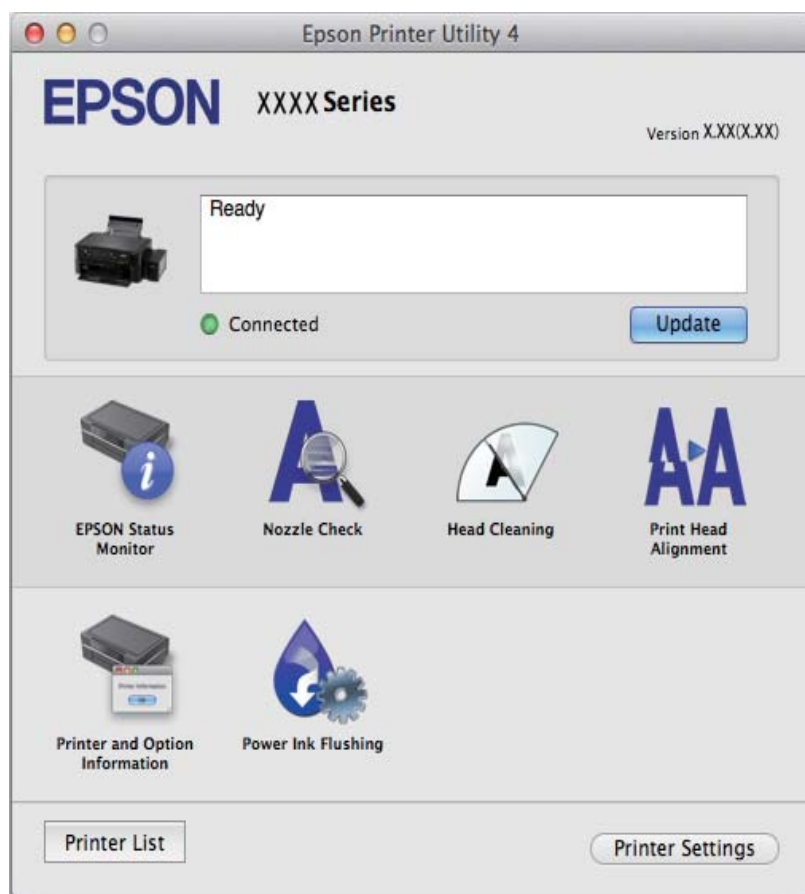 Epson Printer Utility 4
EPSON XXXX Series
Version X.XX(X.XX)
Ready
Connected
Update
EPSON Status
Monitor
Nozzle Check
Head Cleaning
Print Head
Alignment
Printer and Option
Information
Power Ink Flushing
Printer List
Printer Settings